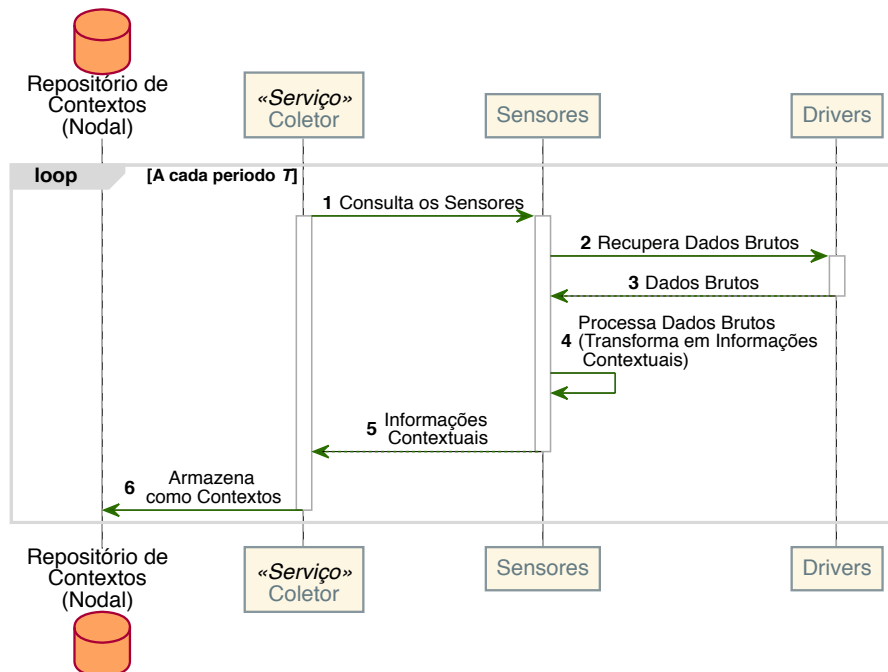 Repositório de
Contextos
(Nodal)
«Serviço»
Coletor
Sensores
Drivers
loop
[A cada periodo T]
1 Consulta os Sensores
2 Recupera Dados Brutos
3 Dados Brutos
Processa Dados Brutos
4 (Transforma em Informações
Contextuais)
5 Informações
Contextuais
6 Armazena
como Contextos
Repositório de
Contextos
(Nodal)
«Serviço»
Coletor
Sensores
Drivers